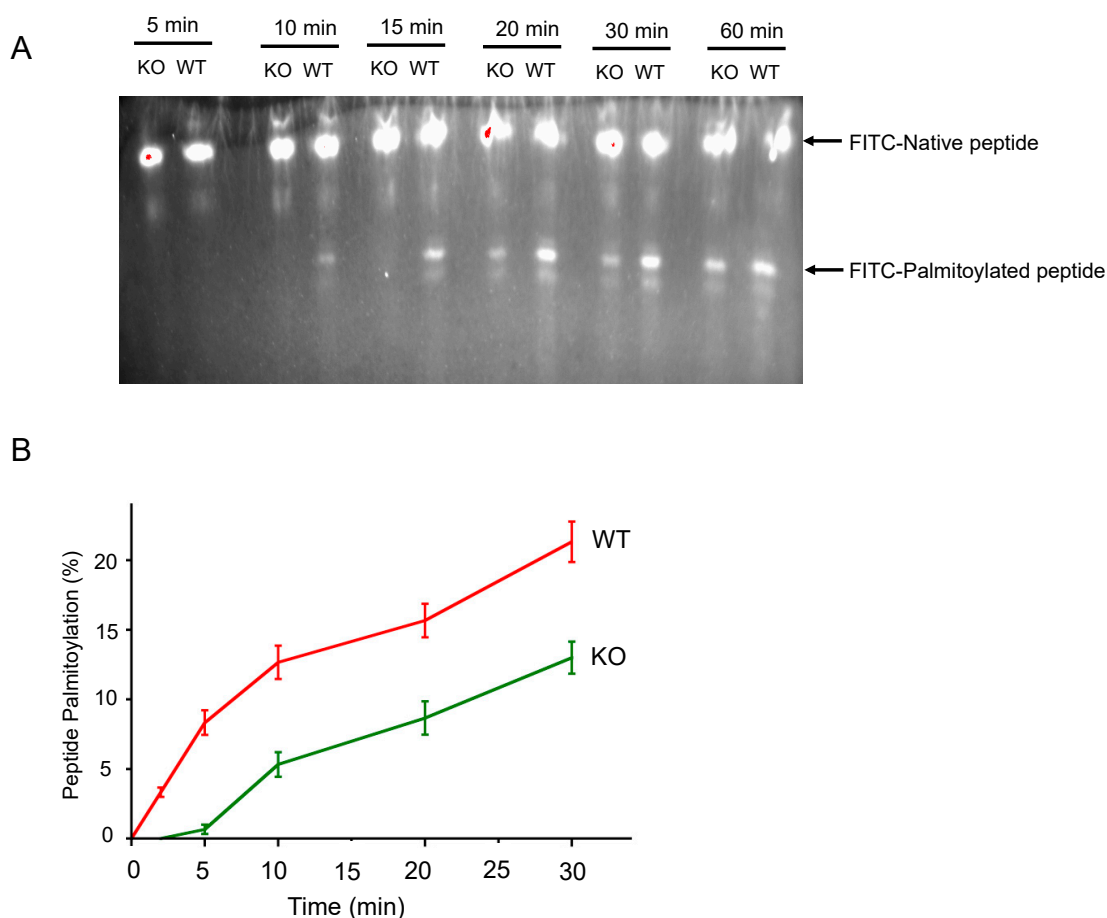 A
5 min 10 min 15 min 20 min 30 min 60 min
KO WT KO WT KO WT KO WT KO WT KO WT
FITC-Native peptide
FITC-Palmitoylated peptide
B
Peptide Palmitoylation (%)
20
15
10
5
0
WT
KO
0 5 10 15 20 25 30
Time (min)